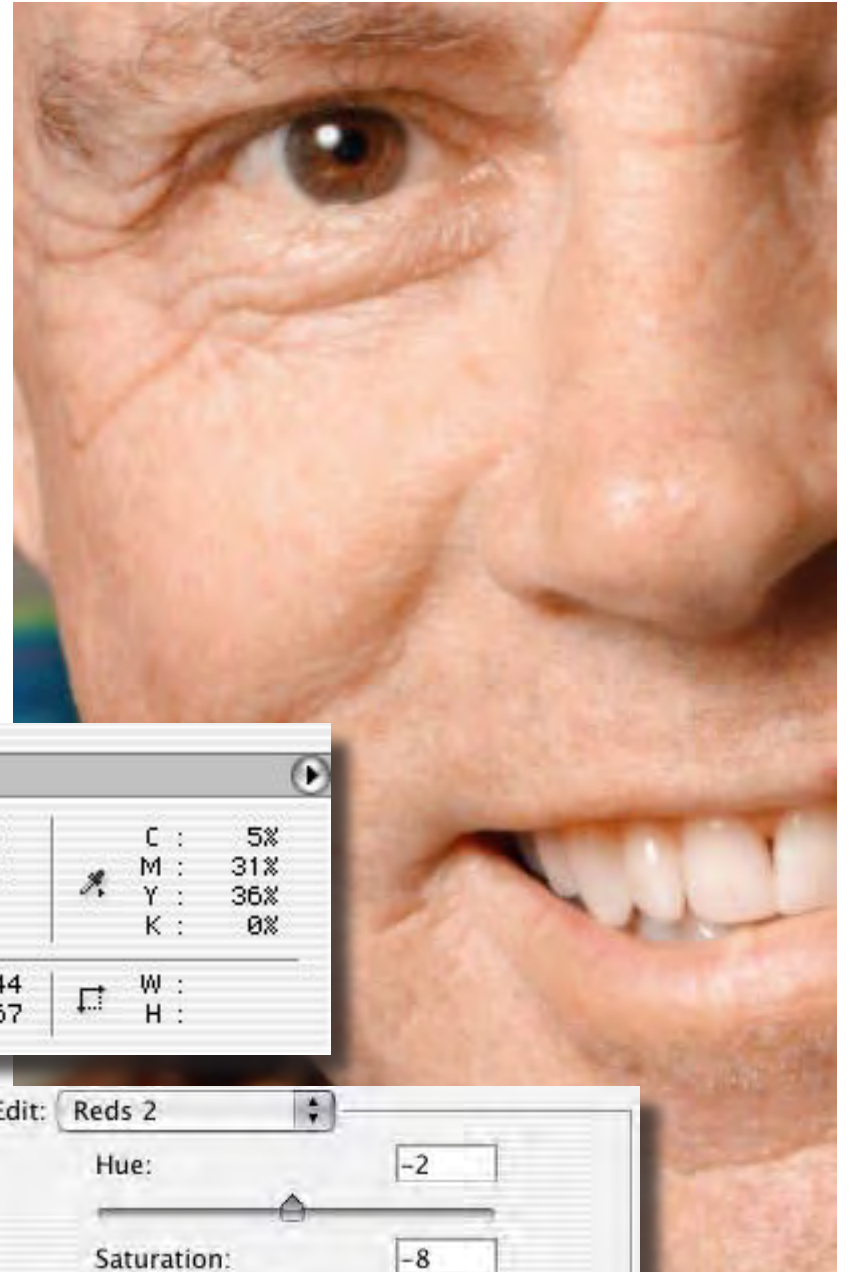 C : 5%
M : 31%
Y : 36%
K : 0%
44 W :
67 H :
Edit: Reds 2
Hue: -2
Saturation: -8